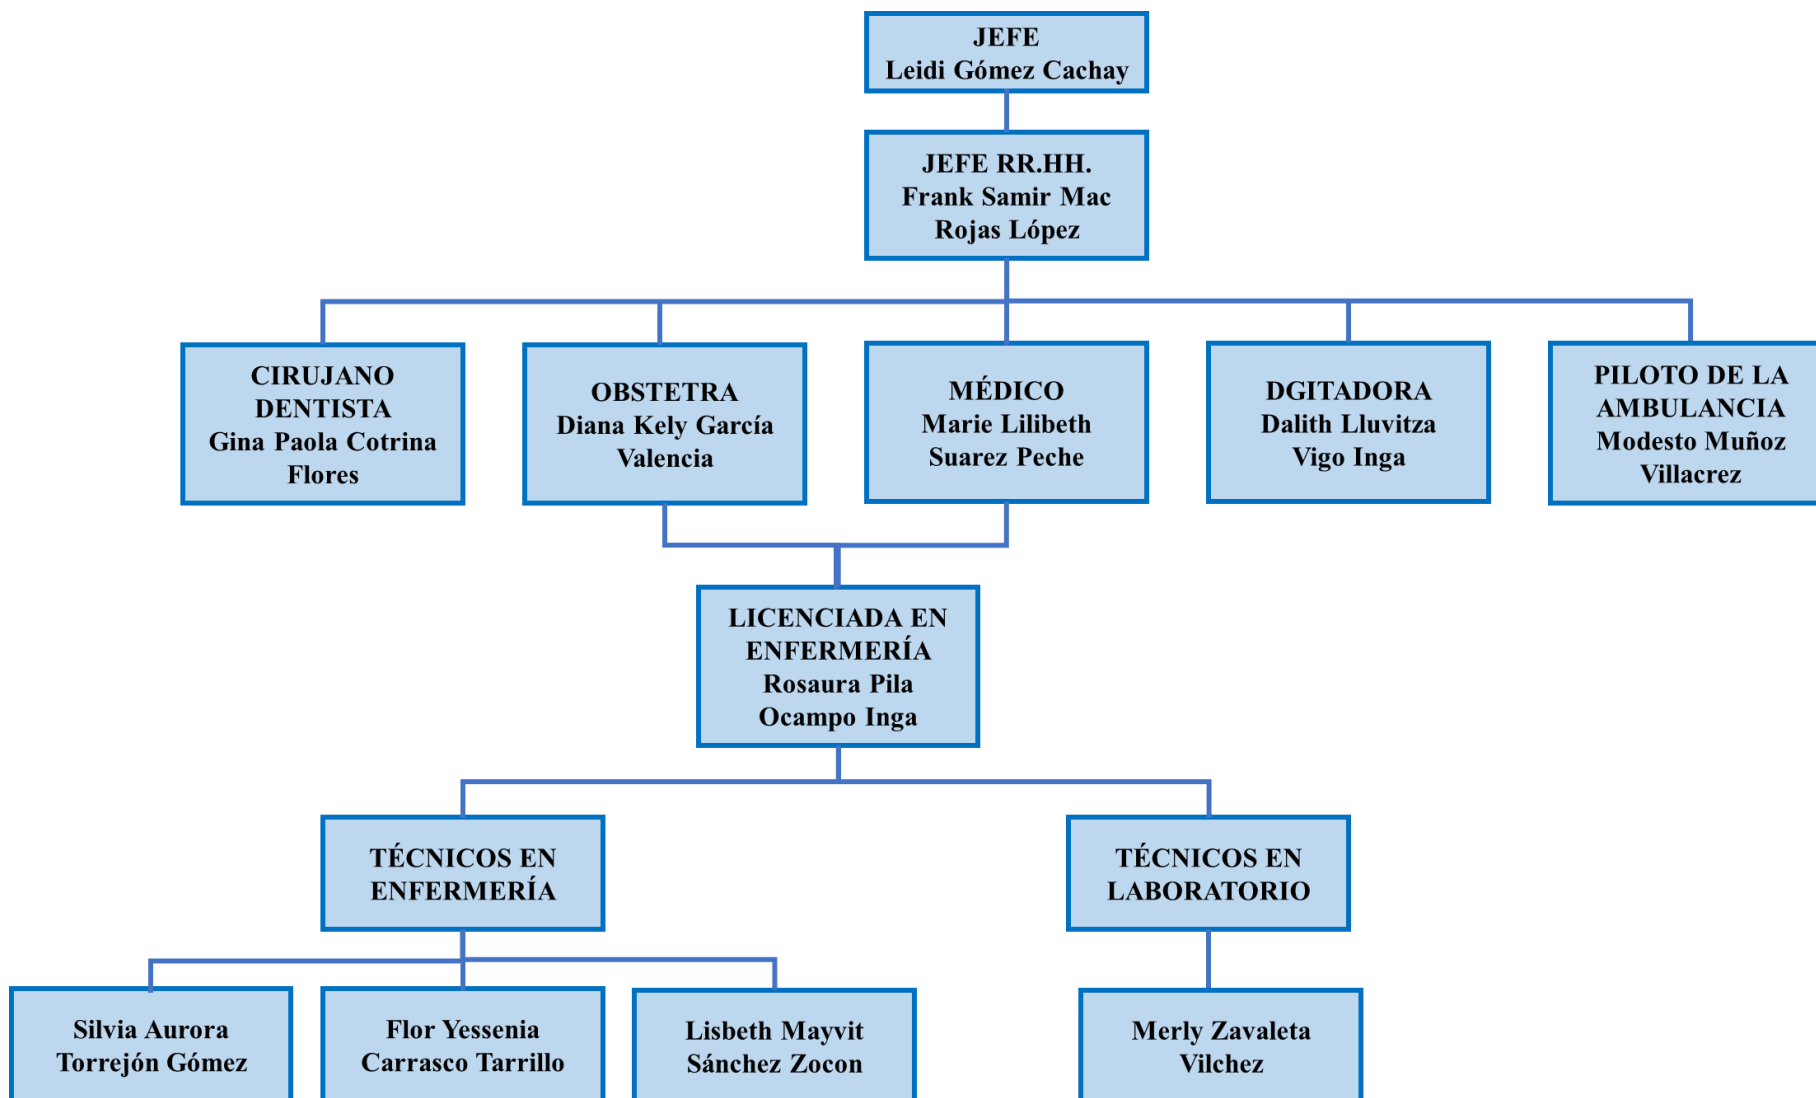 JEFE
Leidi Gómez Cachay
JEFE RR.HH.
Frank Samir Mac
Rojas López
CIRUJANO
DENTISTA
Gina Paola Cotrina
Flores
OBSTETRA
Diana Kely García
Valencia
MÉDICO
Marie Lilibeth
Suarez Peche
DGITADORA
Dalith Lluvitza
Vigo Inga
PILOTO DE LA
AMBULANCIA
Modesto Muñoz
Villacrez
LICENCIADA EN
ENFERMERÍA
Rosaura Pila
Ocampo Inga
TÉCNICOS EN
ENFERMERÍA
TÉCNICOS EN
LABORATORIO
Silvia Aurora
Torrejón Gómez
Flor Yessenia
Carrasco Tarrillo
Lisbeth Mayvit
Sánchez Zocon
Merly Zavaleta
Vilchez